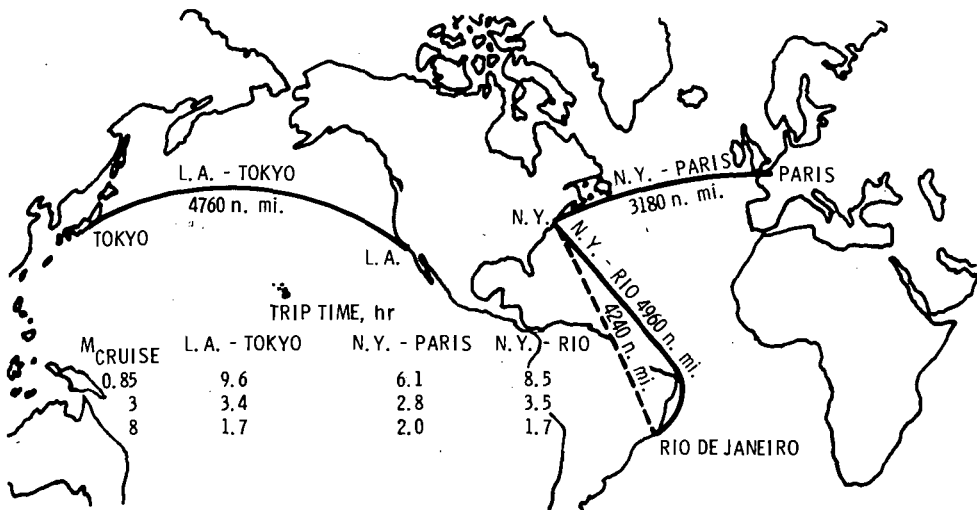 L. A. - TOKYO
4760 n. mi.
TOKYO
L. A.
N.Y. - PARIS
3180 n. mi.
PARIS
N.Y.
N.Y. - RIO 4960 n. mi.
4240 n. mi.
RIO DE JANEIRO
TRIP TIME, hr
M CRUISE L. A. - TOKYO N.Y. - PARIS N.Y. - RIO
0.85 9.6 6.1 8.5
3 3.4 2.8 3.5
8 1.7 2.0 1.7